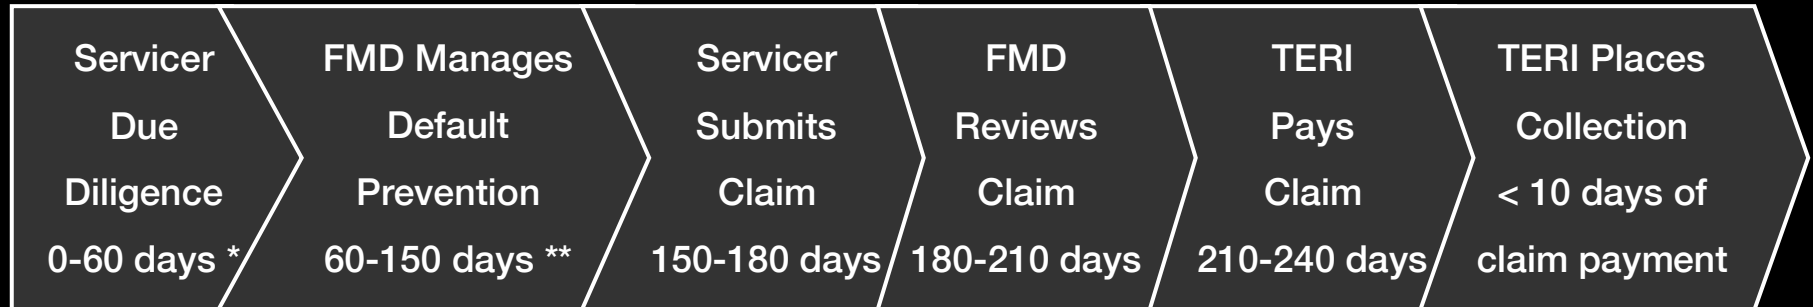 Servicer
Due
Diligence
0-60 days *
FMD Manages
Default
Prevention
60-150 days **
Servicer
Submits
Claim
150-180 days
FMD
Reviews
Claim
180-210 days
TERI
Pays
Claim
210-240 days
TERI Places
Collection
< 10 days of
claim payment